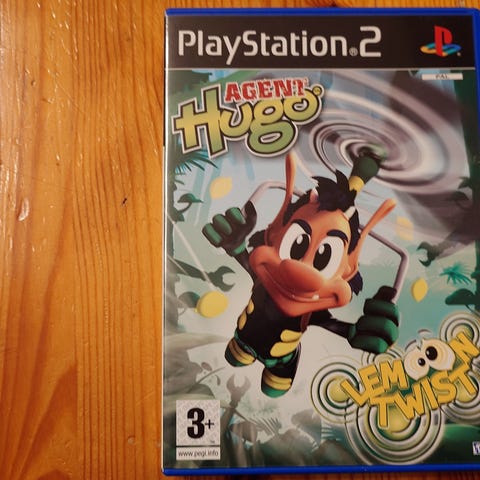 PlayStation®2
PAL
AGENT
Hugo®
LEMOON
TWIST
3+
www.pegi.info